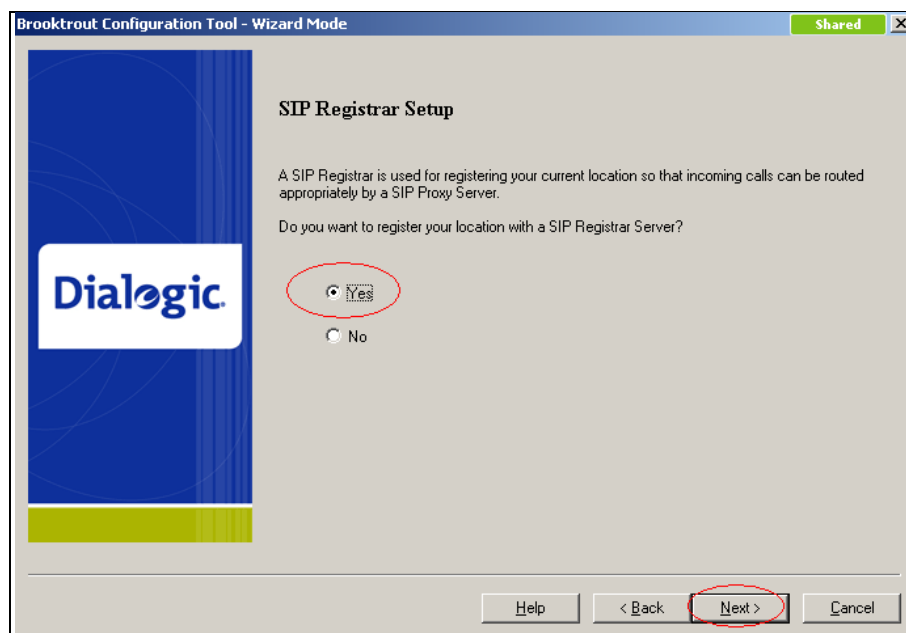 Brooktrout Configuration Tool - Wizard Mode
Shared
SIP Registrar Setup
A SIP Registrar is used for registering your current location so that incoming calls can be routed
appropriately by a SIP Proxy Server.
Do you want to register your location with a SIP Registrar Server?
Dialogic.
Yes
No
Help
< Back
Next >
Cancel